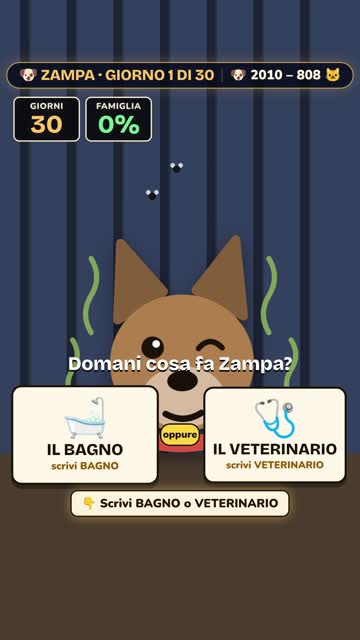 🐶 ZAMPA • GIORNO 1 DI 30 | 🐶 2010 – 808 🐱
GIORNI
30
FAMIGLIA
0%
Domani cosa fa Zampa?
IL BAGNO
scrivi BAGNO
oppure
IL VETERINARIO
scrivi VETERINARIO
👇 Scrivi BAGNO o VETERINARIO